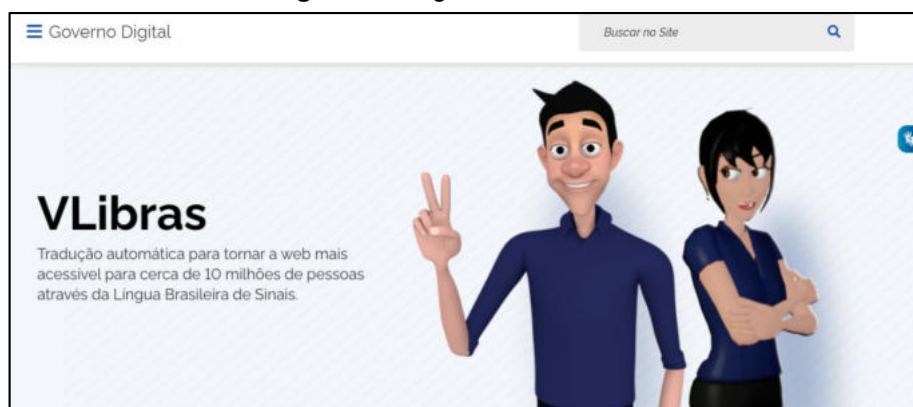 Governo Digital
Buscar no Site
VLibras
Tradução automática para tornar a web mais
acessível para cerca de 10 milhões de pessoas
através da Língua Brasileira de Sinais.